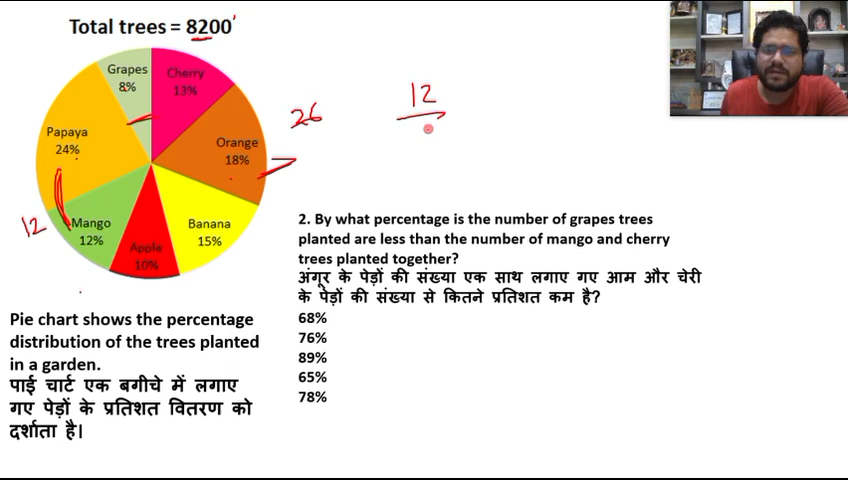 Total trees = 8200
Grapes
8%
Cherry
13%
Papaya
24%
Orange
18%
Mango
12%
Apple
10%
Banana
15%
12
26
12
2. By what percentage is the number of grapes trees
planted are less than the number of mango and cherry
trees planted together?
अंगूर के पेड़ों की संख्या एक साथ लगाए गए आम और चेरी
के पेड़ों की संख्या से कितने प्रतिशत कम है?
68%
76%
89%
65%
78%
Pie chart shows the percentage
distribution of the trees planted
in a garden.
पाई चार्ट एक बगीचे में लगाए
गए पेड़ों के प्रतिशत वितरण को
दर्शाता है।